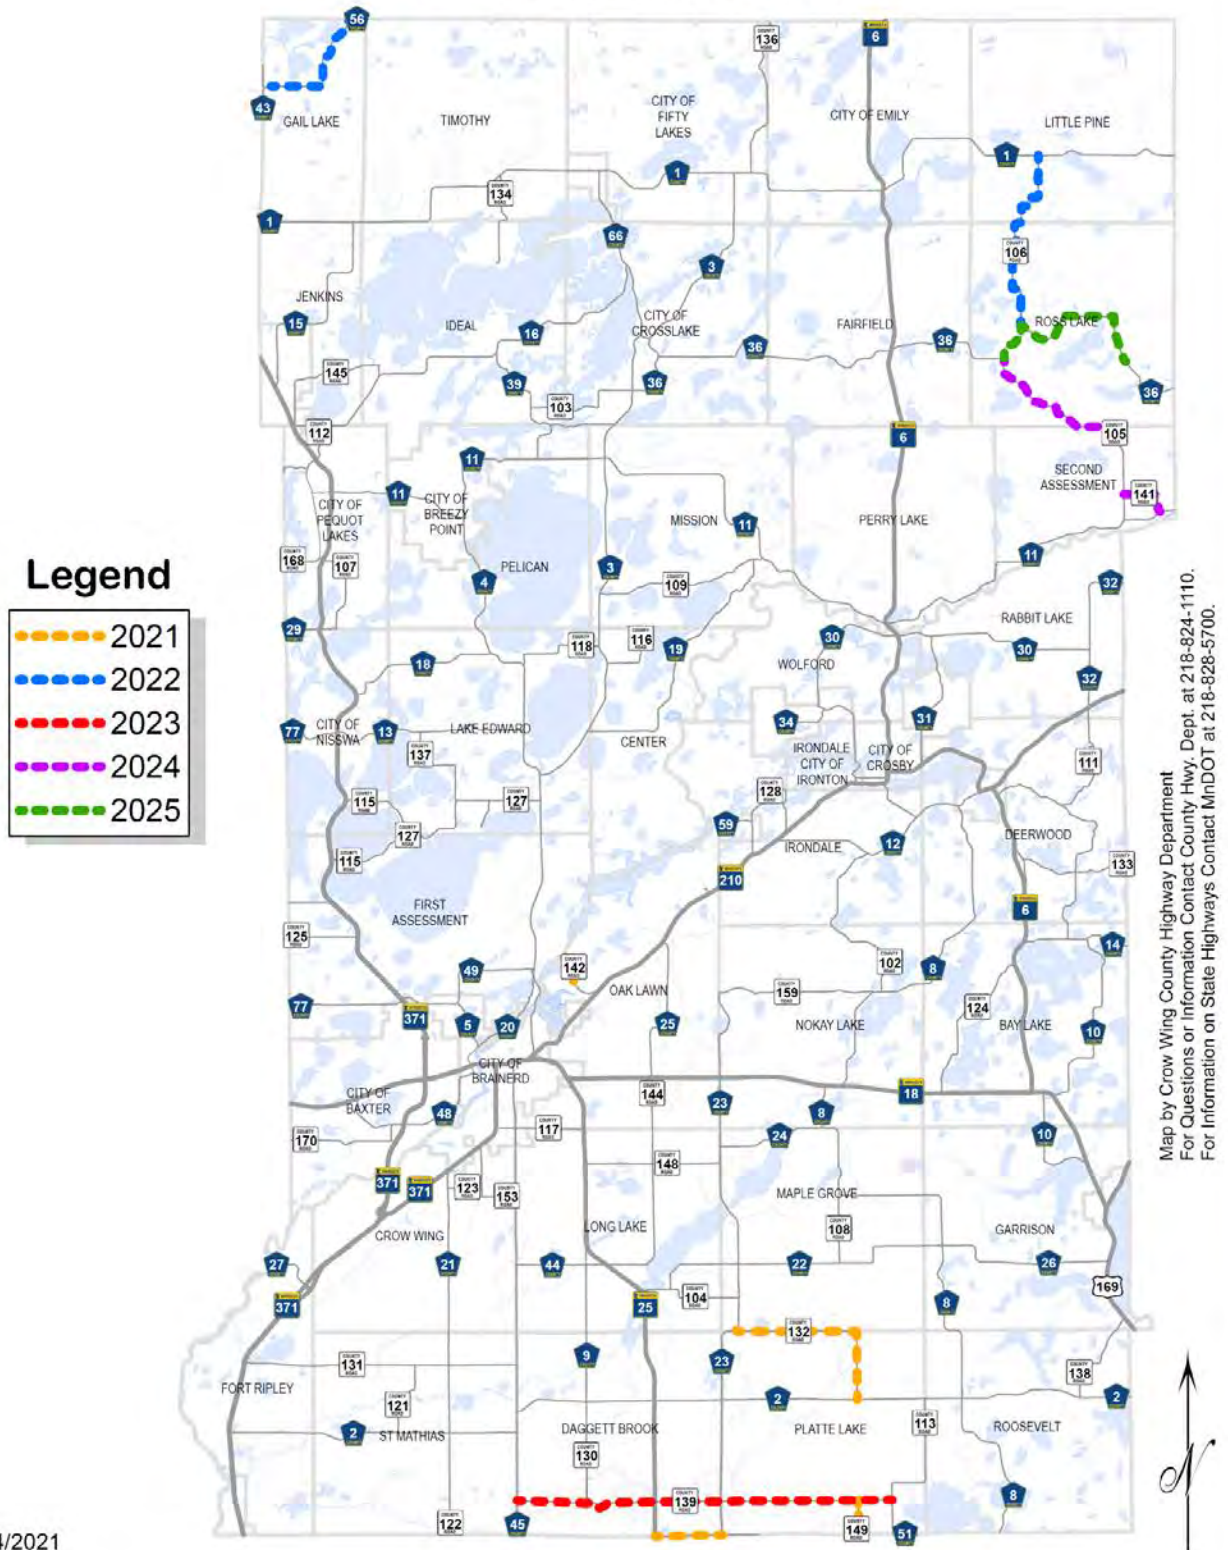 56
136
6
43
GAIL LAKE
TIMOTHY
CITY OF
FIFTY
LAKES
CITY OF EMILY
LITTLE PINE
1
1
134
1
66
106
3
JENKINS
15
IDEAL
16
CITY OF
CROSSLAKE
FAIRFIELD
ROSS LAKE
36
36
145
39
36
36
103
112
6
105
11
SECOND
ASSESSMENT
11
CITY OF
BREEZY
POINT
141
CITY OF
PEQUOT
LAKES
MISSION
11
PERRY LAKE
168
107
PELICAN
3
11
4
109
32
Legend
2021
2022
2023
2024
2025
29
118
116
19
30
RABBIT LAKE
30
18
WOLFORD
32
77
CITY OF
NISSWA
13
LAKE EDWARD
34
31
137
CENTER
IRONDALE
CITY OF
IRONTON
CITY OF
CROSBY
111
115
127
128
127
59
12
DEERWOOD
115
IRONDALE
133
210
FIRST
ASSESSMENT
6
125
14
49
142
102
8
OAK LAWN
159
77
371
5
20
25
NOKAY LAKE
124
BAY LAKE
10
CITY OF
BRAINERD
CITY OF
BAXTER
144
23
18
48
8
170
117
24
10
148
371
371
123
153
MAPLE GROVE
LONG LAKE
108
GARRISON
CROW WING
27
21
44
22
26
371
25
104
8
169
132
131
9
23
FORT RIPLEY
138
121
2
2
2
ST MATHIAS
DAGGETT BROOK
PLATTE LAKE
113
ROOSEVELT
130
139
8
122
45
149
51
Map by Crow Wing County Highway Department
For Questions or Information Contact County Hwy. Dept. at 218-824-1110.
For Information on State Highways Contact MnDOT at 218-828-5700.
N
4/2021